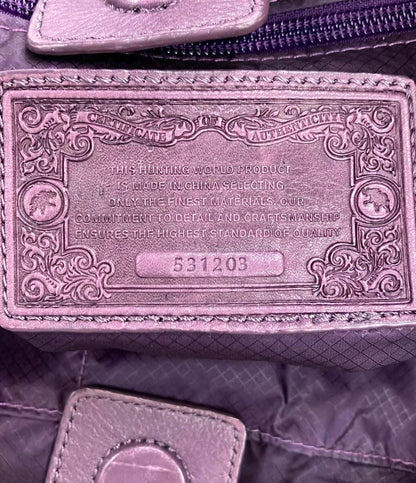 CERTIFICATE OF AUTHENTICITY
THIS HUNTING WORLD PRODUCT
IS MADE IN CHINA SELECTING
ONLY THE FINEST MATERIALS. OUR
COMMITMENT TO DETAIL AND CRAFTSMANSHIP
ENSURES THE HIGHEST STANDARD OF QUALITY
531203